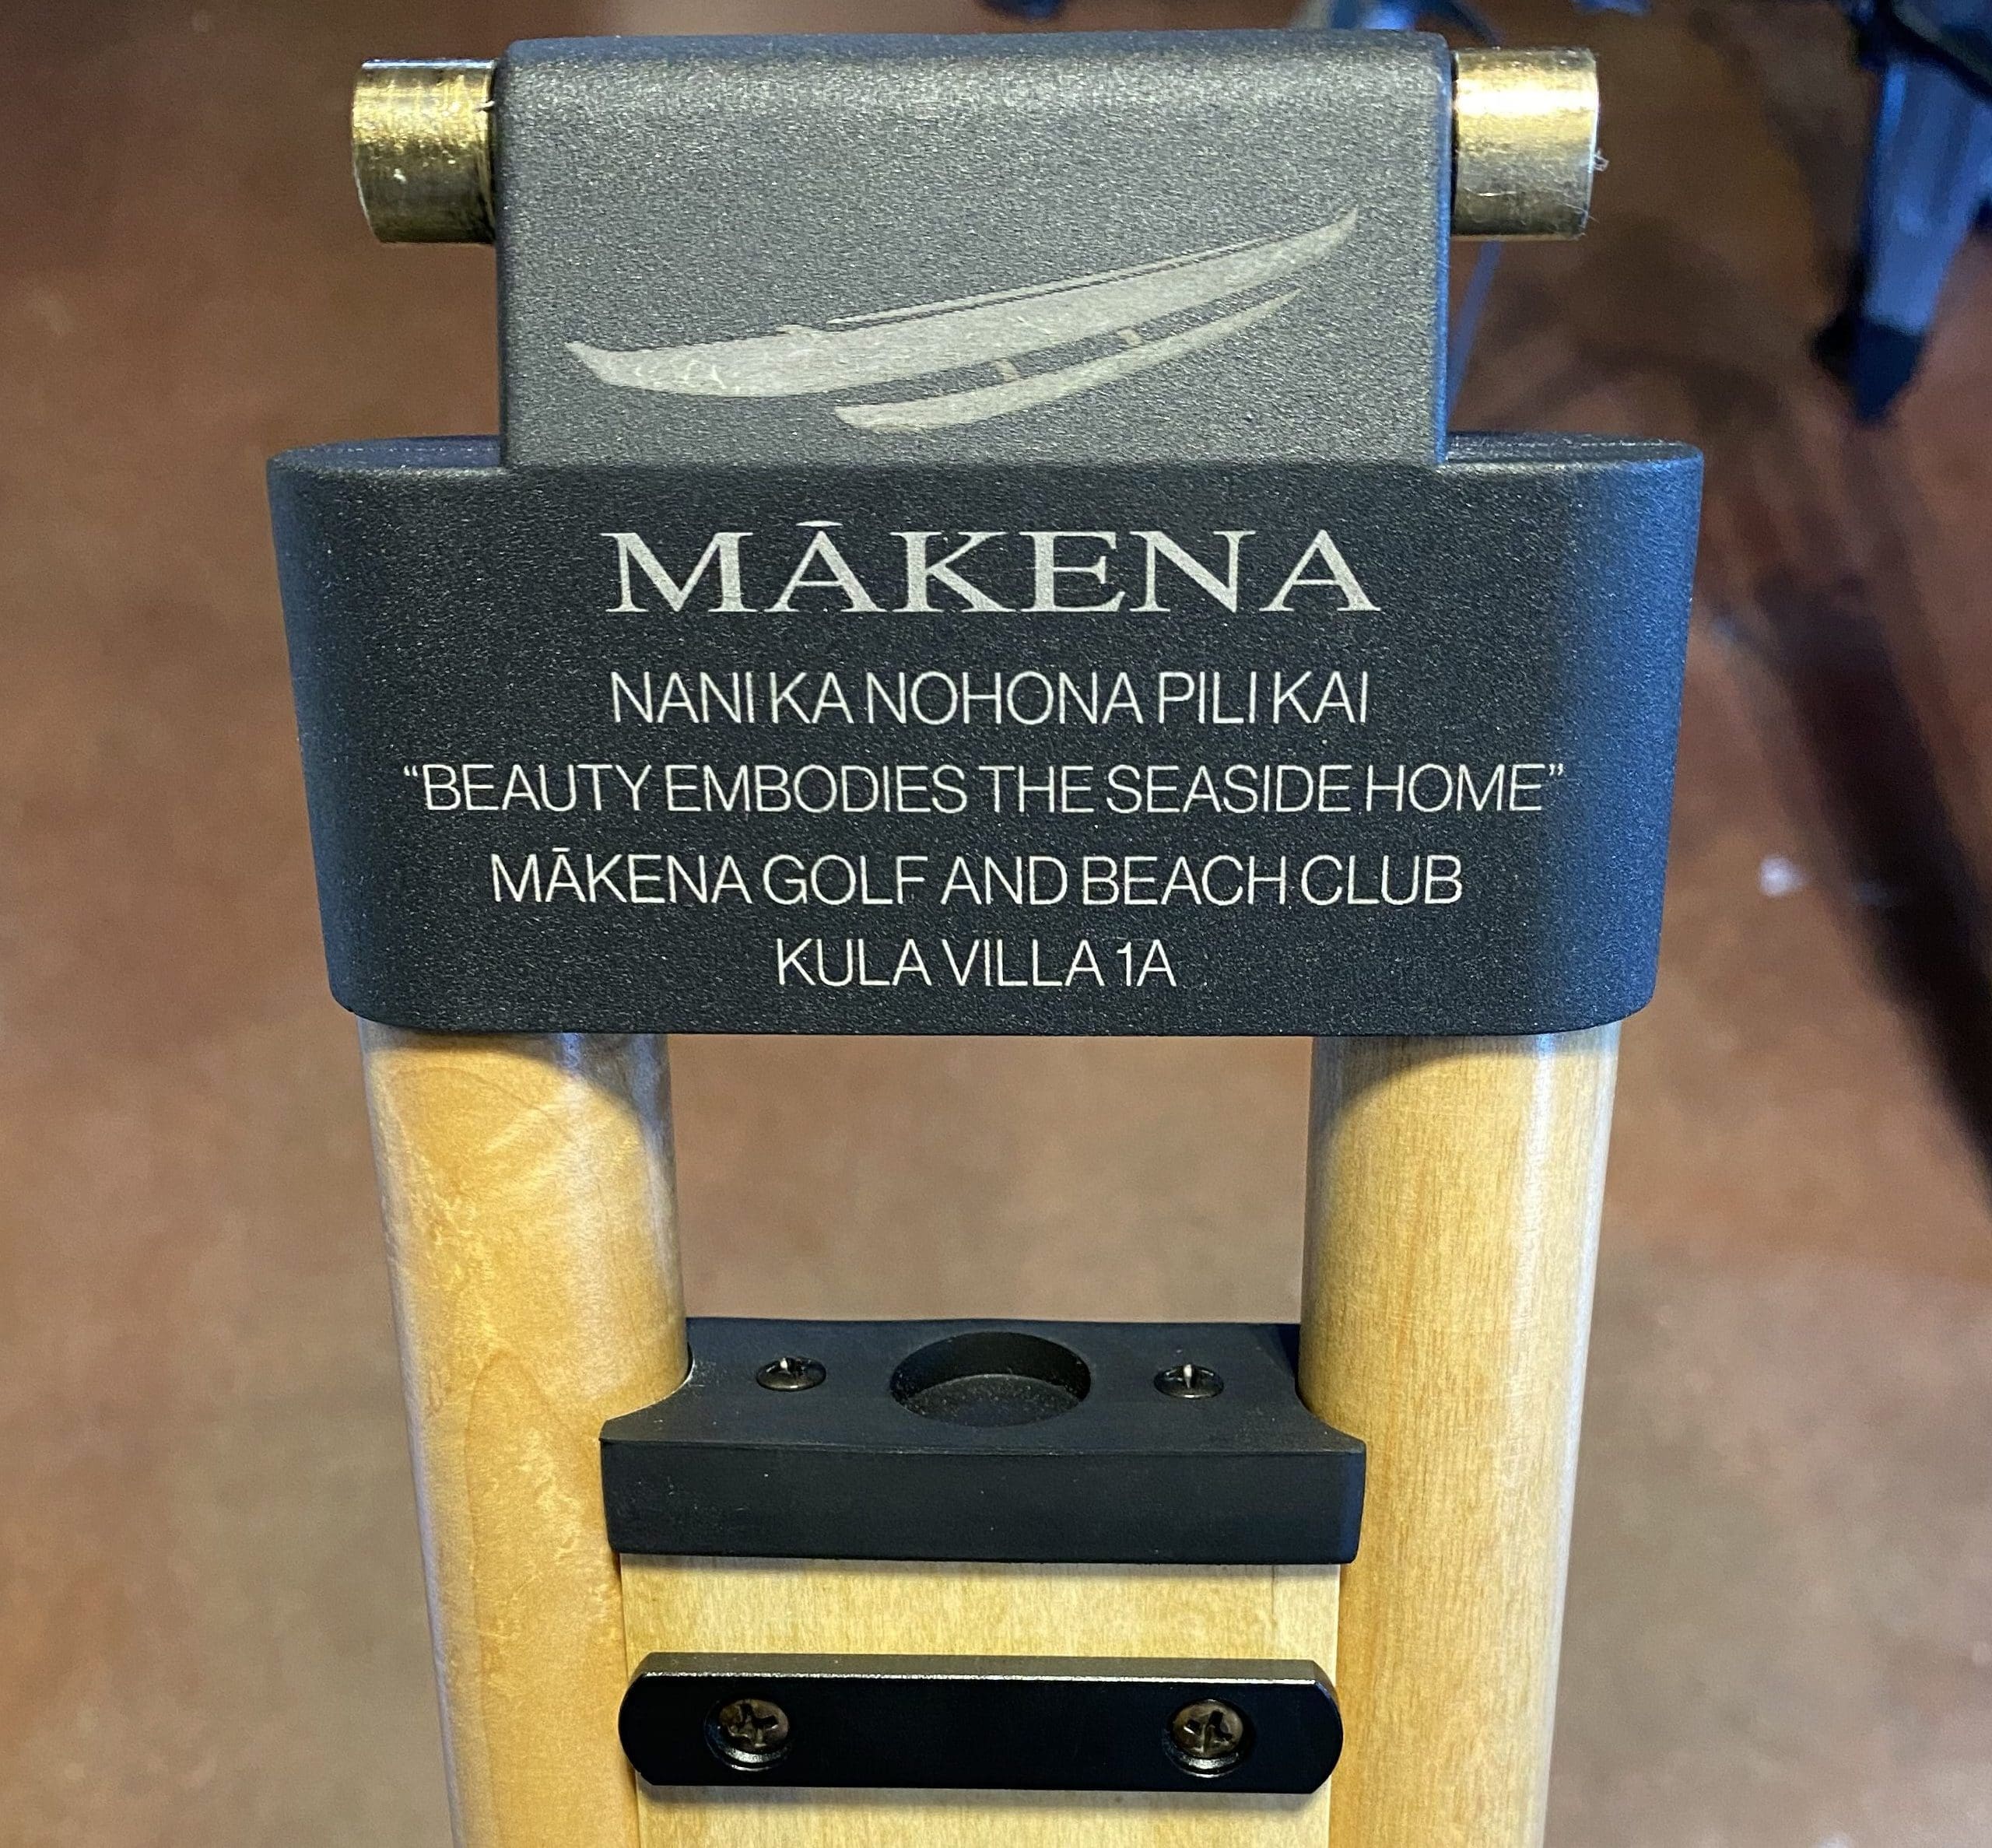 MĀKENA
NANI KA NOHONA PILI KAI
“BEAUTY EMBODIES THE SEASIDE HOME”
MĀKENA GOLF AND BEACH CLUB
KULA VILLA 1A